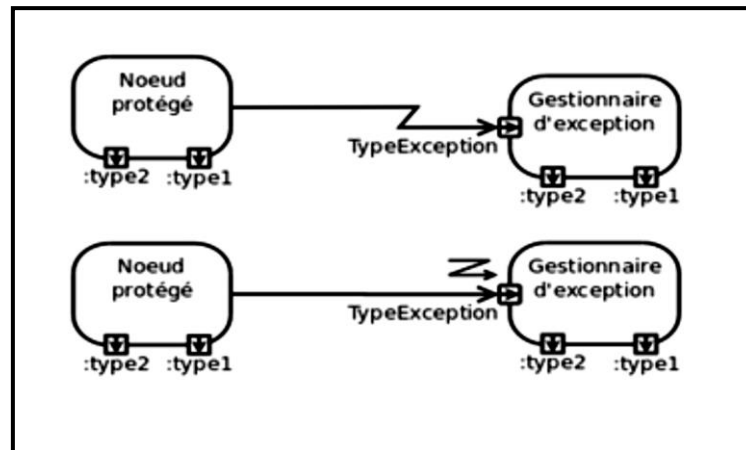 Noeud
protégé
Gestionnaire
d'exception
TypeException
:type2 :type1
:type2 :type1
Noeud
protégé
Gestionnaire
d'exception
TypeException
:type2 :type1
:type2 :type1